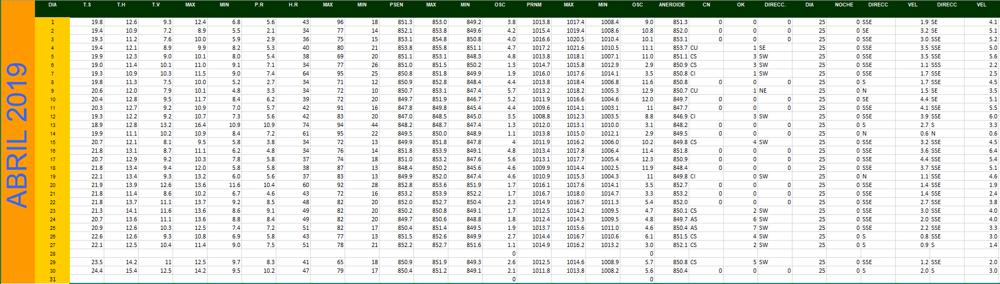 ABRIL 2019
DIA T.S T.H T.V MAX MIN P.R H.R MAX MIN PSEN MAX MIN OSC PRNM MAX MIN OSC ANEROIDE CN OK DIRECC. DIA NOCHE DIRECC VEL DIRECC VEL
1 19.8 12.6 9.3 12.4 6.8 5.6 43 96 18 851.3 853.0 849.2 3.8 1013.8 1017.4 1008.4 9.0 851.3 0 0 0 25 0 SSE 1.9 SE 4.1
2 19.4 10.9 7.2 8.9 5.5 2.1 34 77 14 852.1 853.8 849.6 4.2 1015.4 1019.4 1008.6 10.8 852.0 0 0 0 25 0 SE 3.2 SE 5.1
3 19.3 11.2 7.6 10.0 5.9 2.9 36 75 15 853.1 854.8 850.8 4.0 1016.6 1020.5 1010.4 10.1 853.1 0 0 0 25 0 SSE 3.0 SSE 5.2
4 19.4 12.1 8.9 9.9 8.2 5.3 40 80 21 853.8 855.8 851.1 4.7 1017.2 1021.6 1010.5 11.1 853.7 CU 1 SE 25 0 SSE 3.5 SSE 5.0
5 19.9 12.3 9.0 10.1 8.0 5.4 38 69 20 851.1 853.1 848.3 4.8 1013.8 1018.1 1007.1 11.0 851.1 CS 3 SW 25 0 SSE 3.5 SSE 5.6
6 19.0 11.4 10.1 11.0 9.1 7.1 34 77 26 851.0 851.5 850.2 1.3 1014.7 1015.8 1012.9 2.9 850.9 CS 3 SW 25 0 SSE 1.1 SSS 2.2
7 19.3 10.9 10.3 11.5 9.0 7.4 64 95 25 850.8 851.8 849.9 1.9 1016.0 1017.6 1014.1 3.5 850.8 CI 1 SW 25 0 SSE 1.7 SSE 2.5
8 19.8 11.3 7.5 10.0 5.2 2.7 34 71 12 850.9 852.8 848.4 4.4 1013.8 1018.4 1006.8 11.6 850.8 0 0 0 25 0 S 1.7 SSE 4.5
9 20.6 12.0 7.9 10.1 4.8 3.3 34 72 10 850.7 853.1 847.4 5.7 1013.2 1018.2 1005.3 12.9 850.7 CU 1 NE 25 0 N 1.5 SE 3.5
10 20.4 12.8 9.5 11.7 8.4 6.2 39 72 20 849.7 851.9 846.7 5.2 1011.9 1016.6 1004.6 12.0 849.7 0 0 0 25 0 SE 4.4 SE 5.1
11 20.3 12.7 9.2 10.9 7.0 5.7 42 91 16 847.8 849.8 845.4 4.4 1009.6 1014.1 1003.1 11 847.7 0 0 0 25 0 SSE 4.1 SSE 5.5
12 19.3 12.2 9.2 10.7 7.3 5.6 42 83 20 847.0 848.5 845.0 3.5 1008.8 1012.3 1003.5 8.8 846.9 CI 3 SW 25 0 SSE 3.9 SSE 6.0
13 18.9 12.8 13.2 16.4 10.9 10.9 74 94 44 848.2 848.7 847.4 1.3 1012.0 1013.1 1010.0 3.1 848.2 0 0 0 25 0 S 2.7 S 3.3
14 19.9 11.1 10.2 10.9 8.4 7.2 61 95 22 849.5 850.0 848.9 1.1 1013.8 1015.0 1012.1 2.9 849.5 0 0 0 25 0 N 0.6 N 0.6
15 20.7 12.1 8.1 9.5 5.8 3.8 34 72 13 849.9 851.8 847.8 4 1011.9 1016.2 1006.0 10.2 849.8 CS 4 SW 25 0 SSE 3.2 SSE 4.5
16 21.8 13.1 8.7 11.1 6.2 4.8 34 76 14 851.8 853.9 849.1 4.8 1013.4 1017.8 1006.4 11.4 851.8 0 0 0 25 0 SSE 3.6 SSE 6.4
17 20.7 12.9 9.2 10.3 7.8 5.8 37 74 18 851.0 853.2 847.6 5.6 1013.1 1017.7 1005.4 12.3 850.9 0 0 0 25 0 SSE 4.4 SSE 5.4
18 21.8 13.4 9.4 12.0 5.8 5.8 38 87 13 848.4 850.2 845.6 4.6 1009.9 1014.4 1002.5 11.9 848.4 0 0 0 25 0 SSE 3.7 SSE 5.1
19 22.1 13.4 9.3 13.2 6.0 5.6 37 83 13 849.9 852.0 847.4 4.6 1010.9 1015.3 1004.3 11 849.8 CI 0 SW 25 0 N 1.1 SSE 4.6
20 21.9 13.9 12.6 13.6 11.6 10.4 60 92 28 852.8 853.6 851.9 1.7 1016.1 1017.6 1014.1 3.5 852.7 0 0 0 25 0 SSE 1.4 SSE 1.9
21 21.8 11.4 8.6 10.2 6.7 4.6 43 72 16 853.2 853.9 852.2 1.7 1016.7 1018.0 1014.7 3.3 853.2 0 0 0 25 0 SSE 1.4 SSE 2.4
22 21.8 13.7 11.1 13.7 9.2 8.5 48 82 20 852.0 852.7 850.4 2.3 1014.9 1016.7 1011.3 5.4 852.0 0 0 0 25 0 SSE 2.7 SSE 3.8
23 21.3 14.1 11.6 13.6 8.6 9.1 49 82 20 850.2 850.8 849.1 1.7 1012.5 1014.2 1009.5 4.7 850.1 CS 2 SW 25 0 SSE 3.0 SSE 4.0
24 20.7 13.6 11.1 13.6 8.8 8.4 49 82 20 849.7 850.6 848.8 1.8 1012.4 1014.3 1009.5 4.8 849.7 AS 6 SW 25 0 SSE 2.0 SSE 4.0
25 20.9 12.6 10.3 12.5 7.4 7.2 51 82 17 850.4 851.4 849.5 1.9 1013.7 1015.6 1011.0 4.6 850.4 AS 7 SW 25 0 SSE 2.2 SSE 3.3
26 22.6 12.6 9.3 10.8 6.9 5.8 43 77 13 851.5 852.6 849.9 2.7 1014.4 1016.7 1010.6 6.1 851.5 CS 4 SW 25 0 S 0.8 SSE 3.0
27 22.1 12.5 10.4 11.4 9.0 7.5 51 78 21 852.2 852.7 851.6 1.1 1014.9 1016.2 1013.2 3.0 852.1 CS 2 SW 25 0 S 0.9 S 1.4
28 0 0
29 23.5 14.2 11 12.5 9.7 8.3 41 65 18 850.9 851.9 849.3 2.6 1012.5 1014.6 1008.9 5.7 850.8 CS 5 SW 25 0 SSE 1.2 SSE 2.0
30 24.4 15.4 12.5 14.2 9.5 10.2 47 79 17 850.4 851.2 849.1 2.1 1011.8 1013.8 1008.2 5.6 850.4 0 0 0 25 0 S 2.0 S 3.0
31 0 0